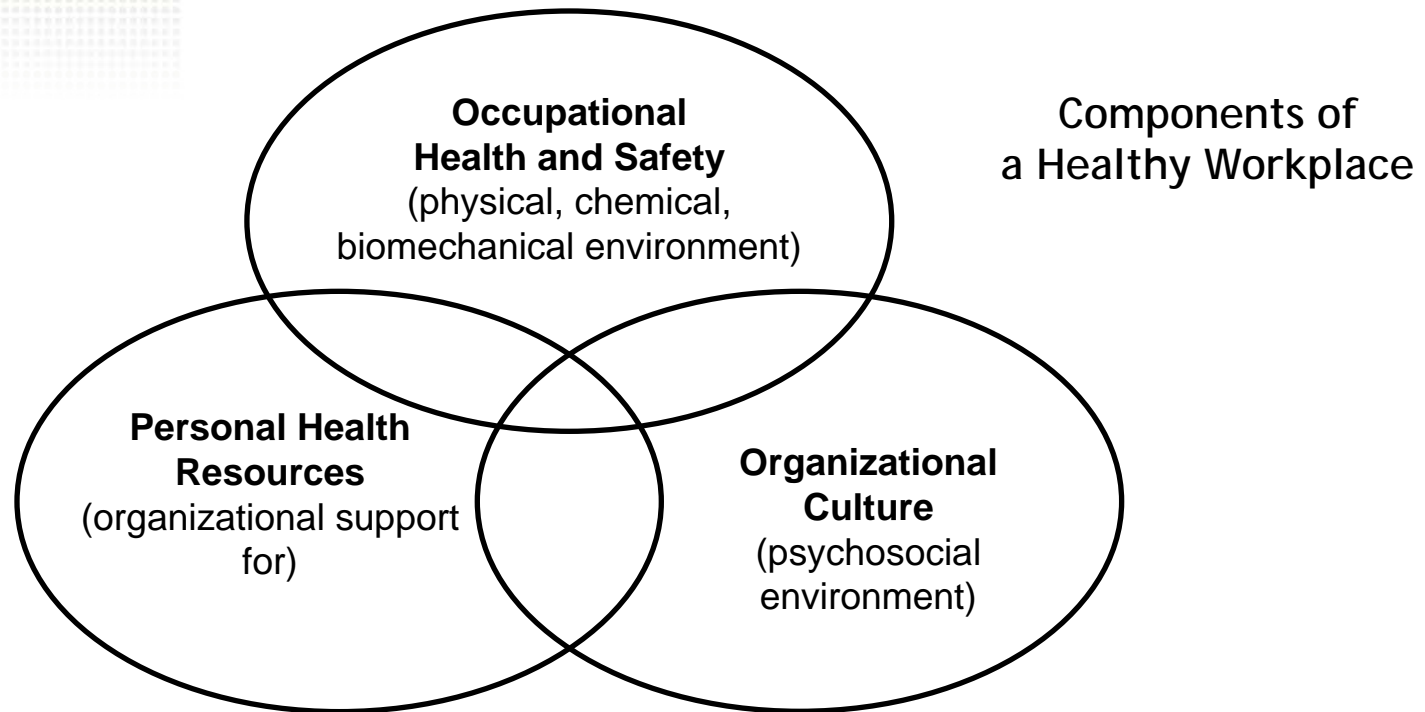 Components of
a Healthy Workplace
Occupational
Health and Safety
(physical, chemical,
biomechanical environment)
Personal Health
Resources
(organizational support
for)
Organizational
Culture
(psychosocial
environment)